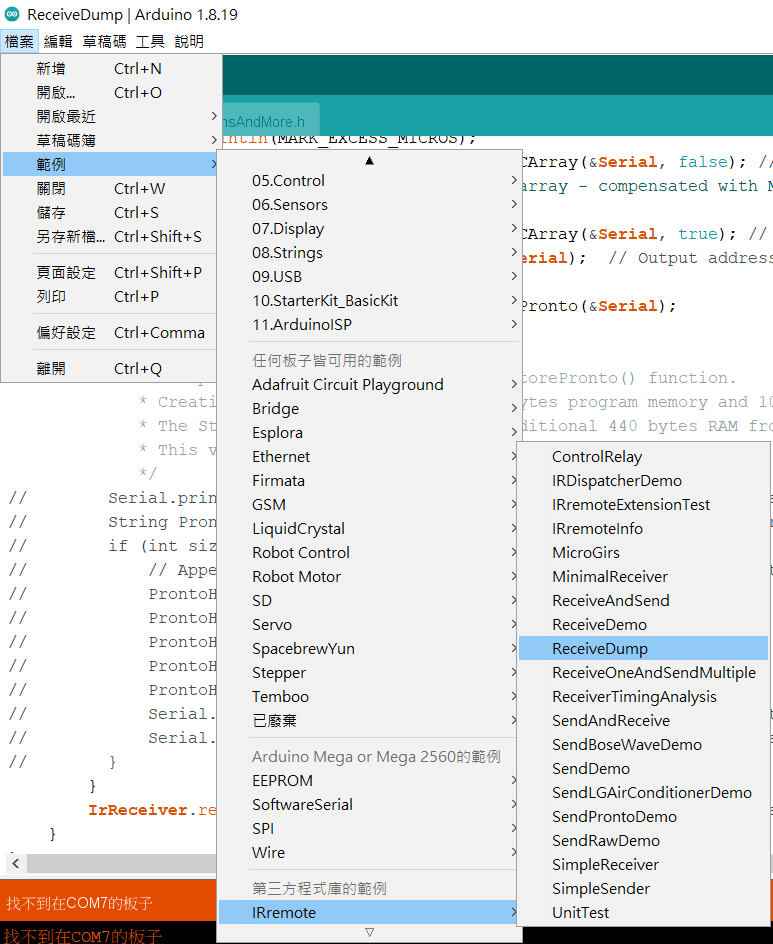 ReceiveDump | Arduino 1.8.19
檔案 編輯 草稿碼 工具 說明
新增 Ctrl+N
開啟... Ctrl+O
開啟最近
草稿碼簿
範例
關閉 Ctrl+W
儲存 Ctrl+S
另存新檔... Ctrl+Shift+S
頁面設定 Ctrl+Shift+P
列印 Ctrl+P
偏好設定 Ctrl+Comma
離開 Ctrl+Q
nsAndMore.h
ntln(MARK_EXCESS_MICROS);
CArray(&Serial, false); //
array - compensated with M
CArray(&Serial, true); //
erial); // Output address
Pronto(&Serial);
torePronto() function.
* Creati
ytes program memory and 10
* The St
ditional 440 bytes RAM fro
* This v
*/
// Serial.prin
// String Pron
// if (int siz
// // Appe
// ProntoH
// ProntoH
// ProntoH
// ProntoH
// ProntoH
// Serial.
// Serial.
// }
}
IrReceiver.re
}
05.Control
06.Sensors
07.Display
08.Strings
09.USB
10.StarterKit_BasicKit
11.ArduinoISP
任何板子皆可用的範例
Adafruit Circuit Playground
Bridge
Esplora
Ethernet
Firmata
GSM
LiquidCrystal
Robot Control
Robot Motor
SD
Servo
SpacebrewYun
Stepper
Temboo
已廢棄
Arduino Mega or Mega 2560的範例
EEPROM
SoftwareSerial
SPI
Wire
第三方程式庫的範例
IRremote
ControlRelay
IRDispatcherDemo
IRremoteExtensionTest
IRremoteInfo
MicroGirs
MinimalReceiver
ReceiveAndSend
ReceiveDemo
ReceiveDump
ReceiveOneAndSendMultiple
ReceiverTimingAnalysis
SendAndReceive
SendBoseWaveDemo
SendDemo
SendLGAirConditionerDemo
SendProntoDemo
SendRawDemo
SimpleReceiver
SimpleSender
UnitTest
找不到在COM7的板子
找不到在COM7的板子